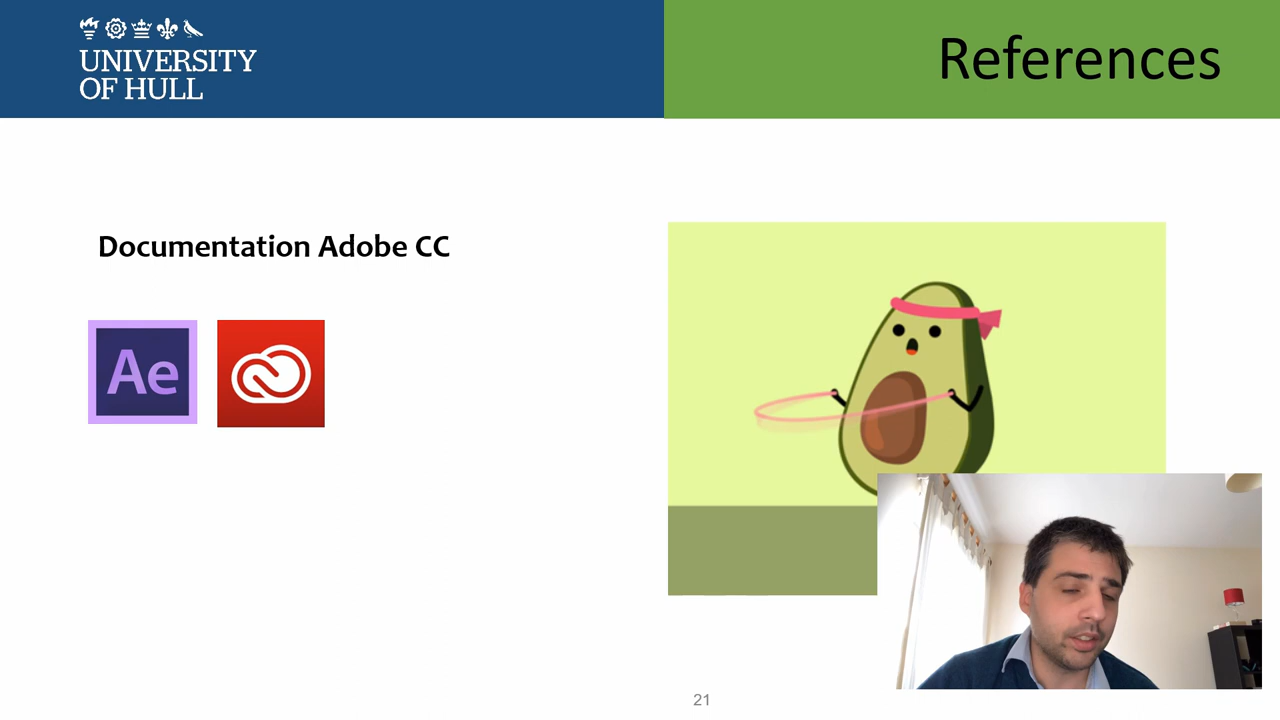 UNIVERSITY
OF HULL
References
Documentation Adobe CC
Ae
21